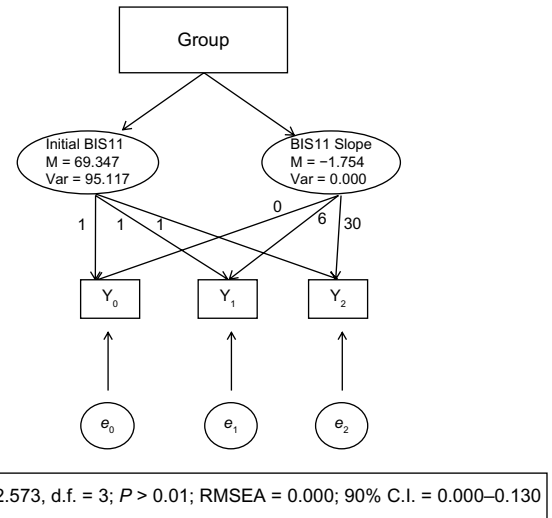 Group
Initial BIS11
M = 69.347
Var = 95.117
BIS11 Slope
M = −1.754
Var = 0.000
1
1
1
0
6
30
Y₀
Y₁
Y₂
e₀
e₁
e₂
2.573, d.f. = 3; P > 0.01; RMSEA = 0.000; 90% C.I. = 0.000–0.130